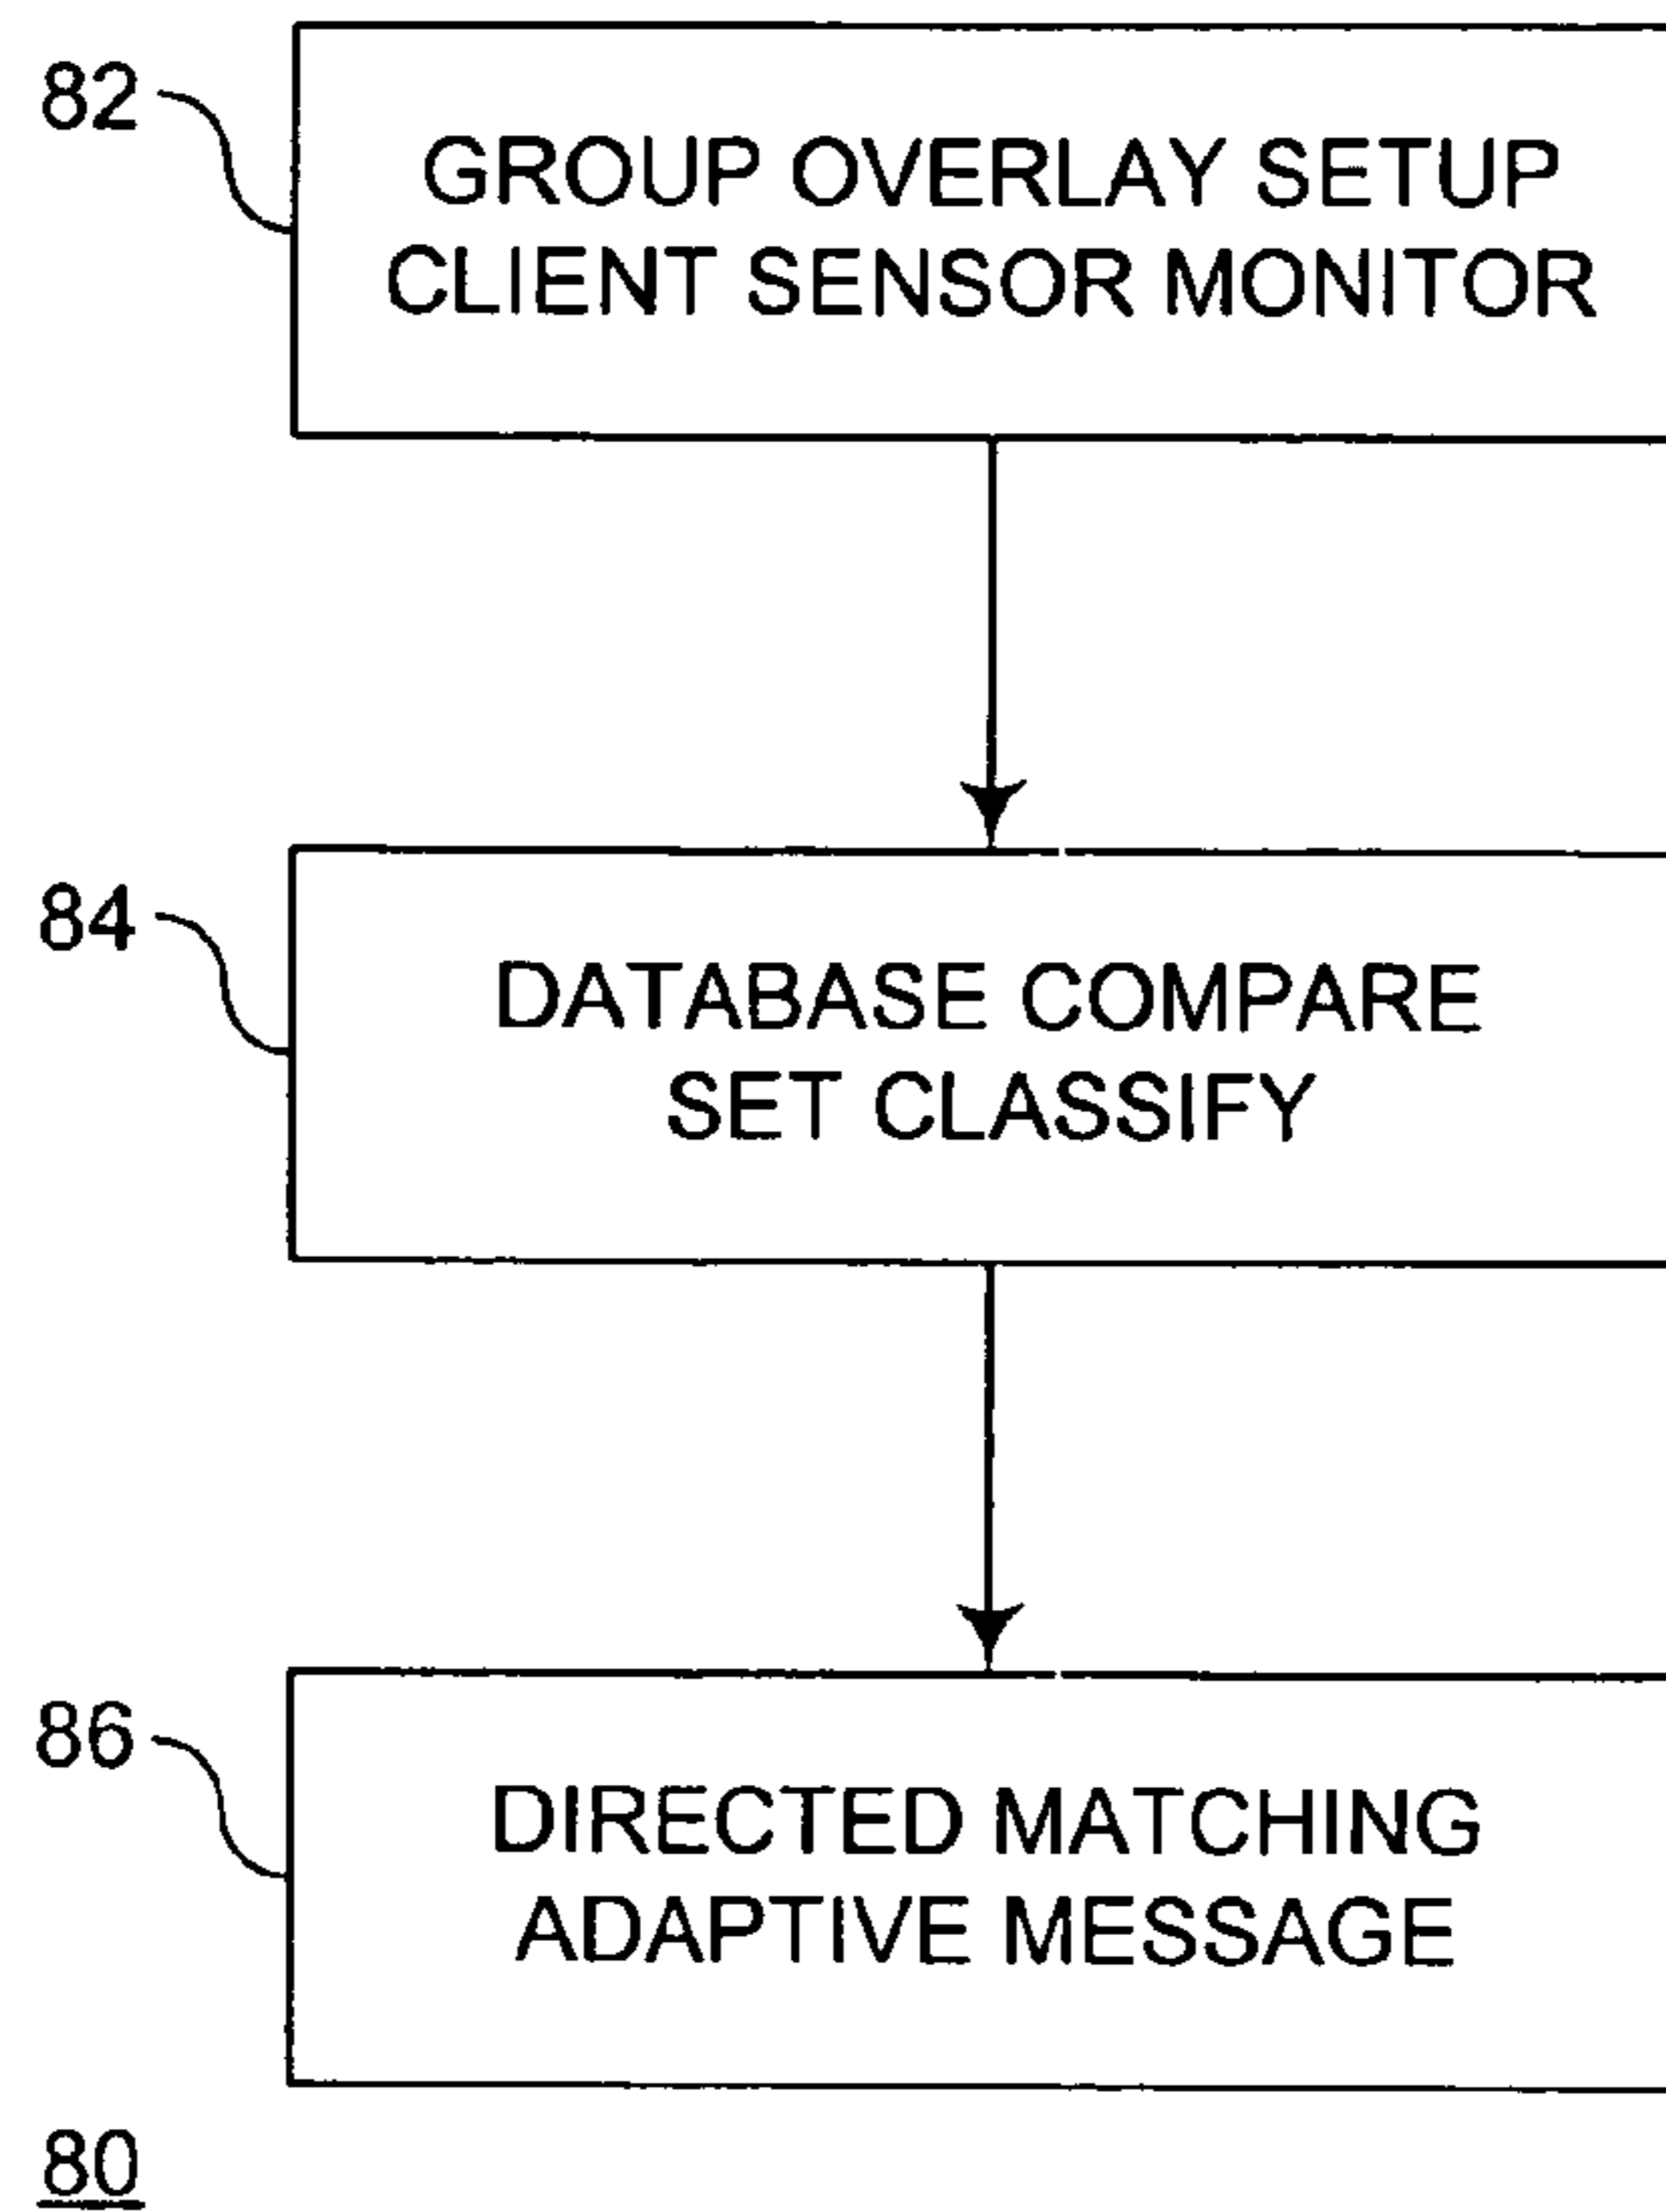 82
GROUP OVERLAY SETUP
CLIENT SENSOR MONITOR
84
DATABASE COMPARE
SET CLASSIFY
86
DIRECTED MATCHING
ADAPTIVE MESSAGE
80